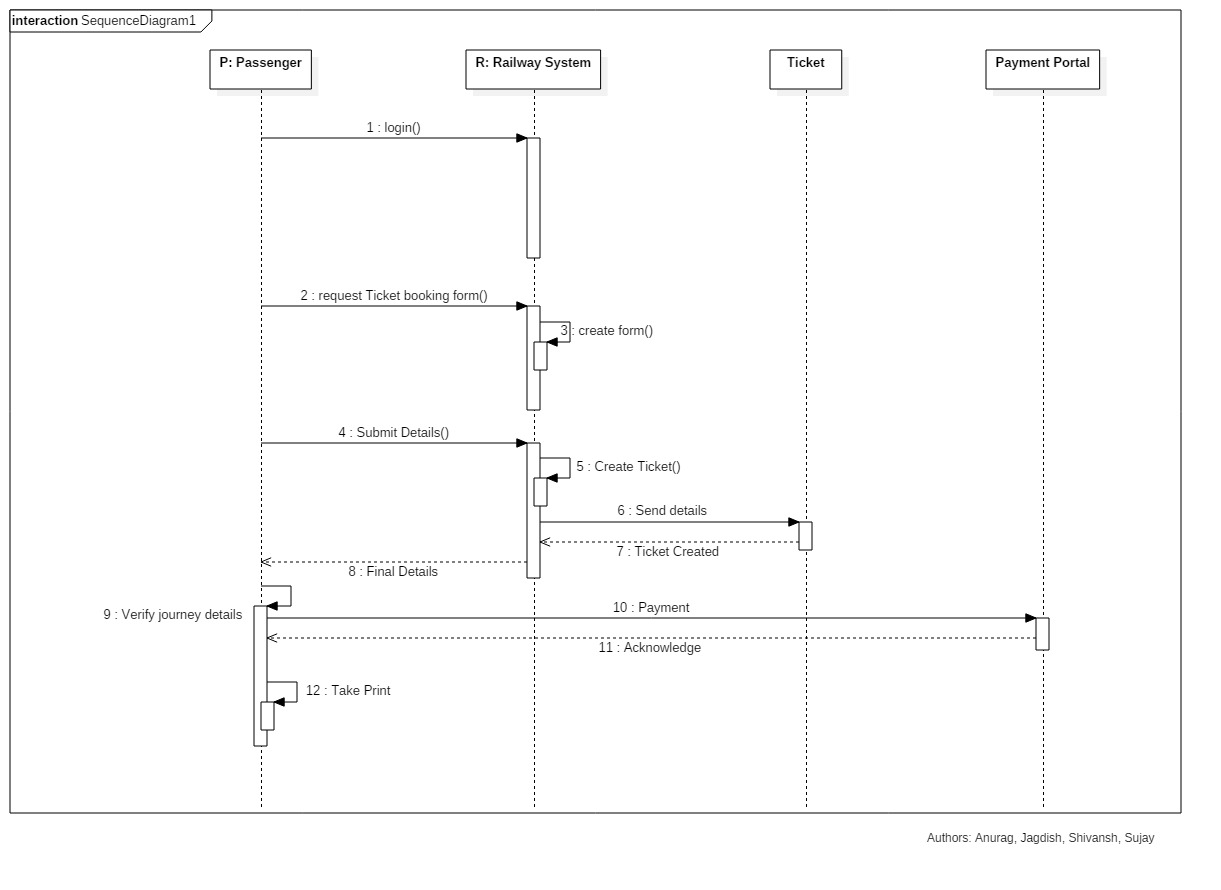 interaction SequenceDiagram1
P: Passenger
R: Railway System
Ticket
Payment Portal
1 : login()
2 : request Ticket booking form()
3 : create form()
4 : Submit Details()
5 : Create Ticket()
6 : Send details
7 : Ticket Created
8 : Final Details
9 : Verify journey details
10 : Payment
11 : Acknowledge
12 : Take Print
Authors: Anurag, Jagdish, Shivansh, Sujay